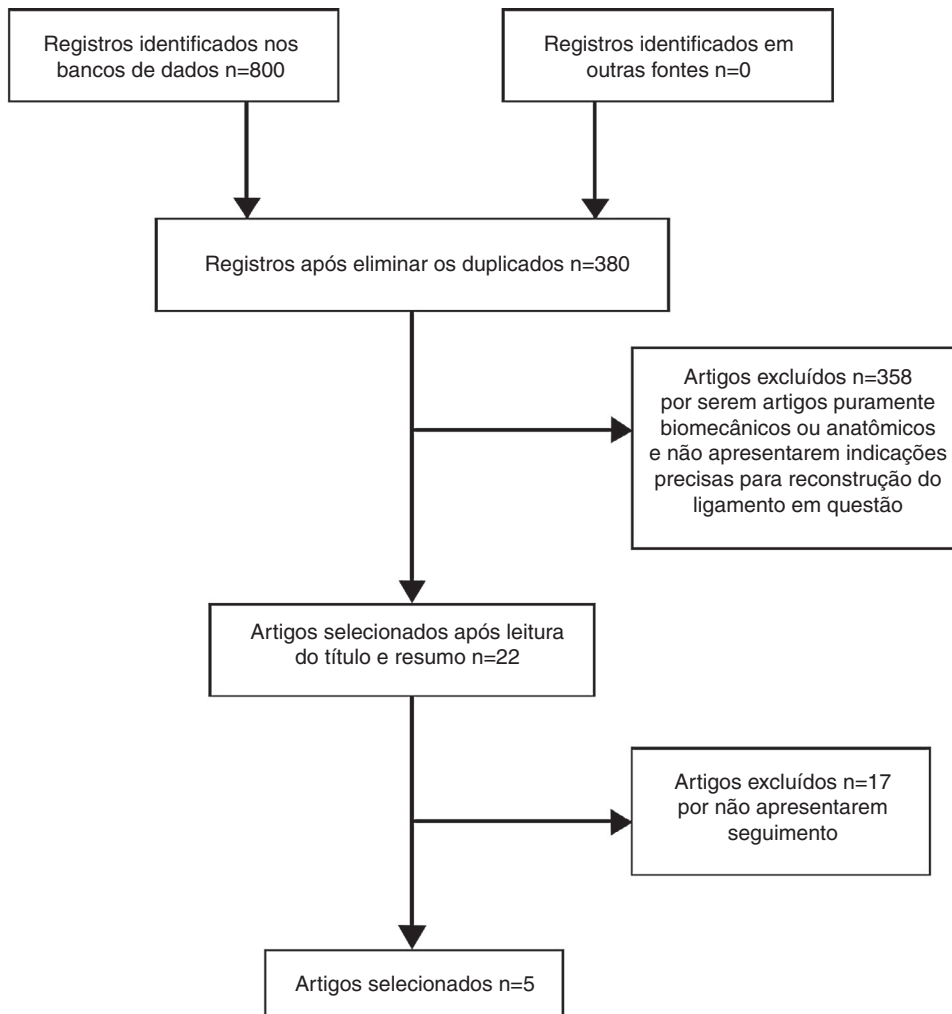 Registros identificados nos
bancos de dados n=800
Registros identificados em
outras fontes n=0
Registros após eliminar os duplicados n=380
Artigos excluídos n=358
por serem artigos puramente
biomecânicos ou anatômicos
e não apresentarem indicações
precisas para reconstrução do
ligamento em questão
Artigos selecionados após leitura
do título e resumo n=22
Artigos excluídos n=17
por não apresentarem
seguimento
Artigos selecionados n=5